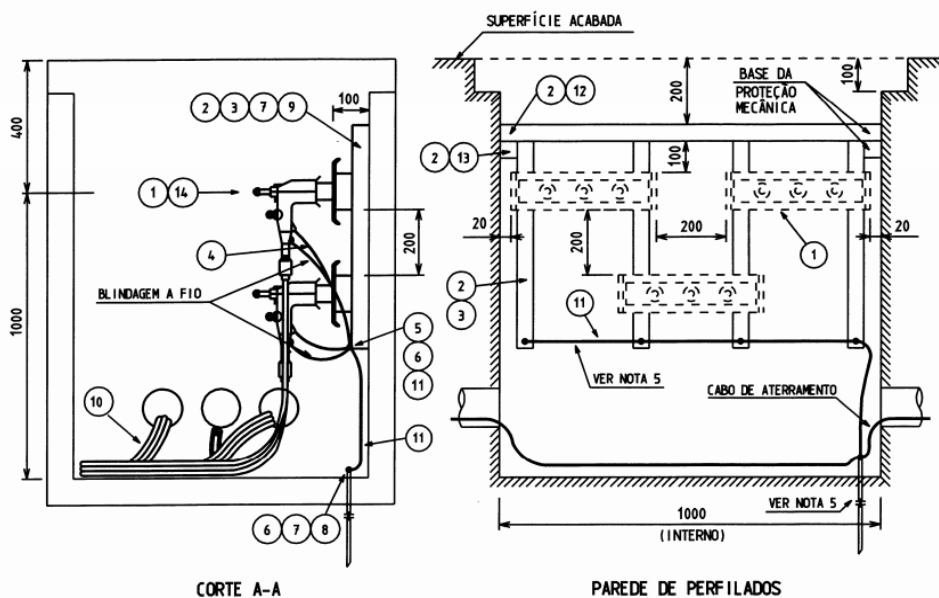 SUPERFÍCIE ACABADA
2 3 7 9
100
400
1 14
4
200
BLINDAGEM A FIO
1000
5
6
11
10
11
6 7 8
CORTE A-A
200
BASE DA
PROTEÇÃO
MECÂNICA
100
2 12
2 13
100
20
200
200
1
20
2
3
11
VER NOTA 5
CABO DE ATERRAMENTO
VER NOTA 5
1000
(INTERNO)
PAREDE DE PERFILADOS